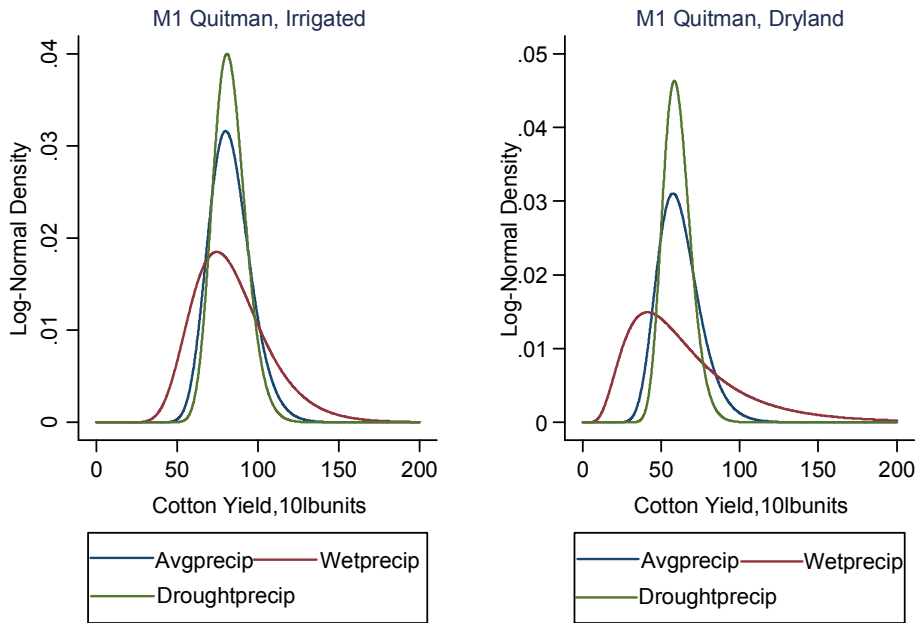 M1 Quitman, Irrigated
.04
.03
.02
.01
0
Log-Normal Density
0 50 100 150 200
Cotton Yield,10lbunits
Avgprecip Wetprecip
Droughtprecip
M1 Quitman, Dryland
.05
.04
.03
.02
.01
0
Log-Normal Density
0 50 100 150 200
Cotton Yield,10lbunits
Avgprecip Wetprecip
Droughtprecip